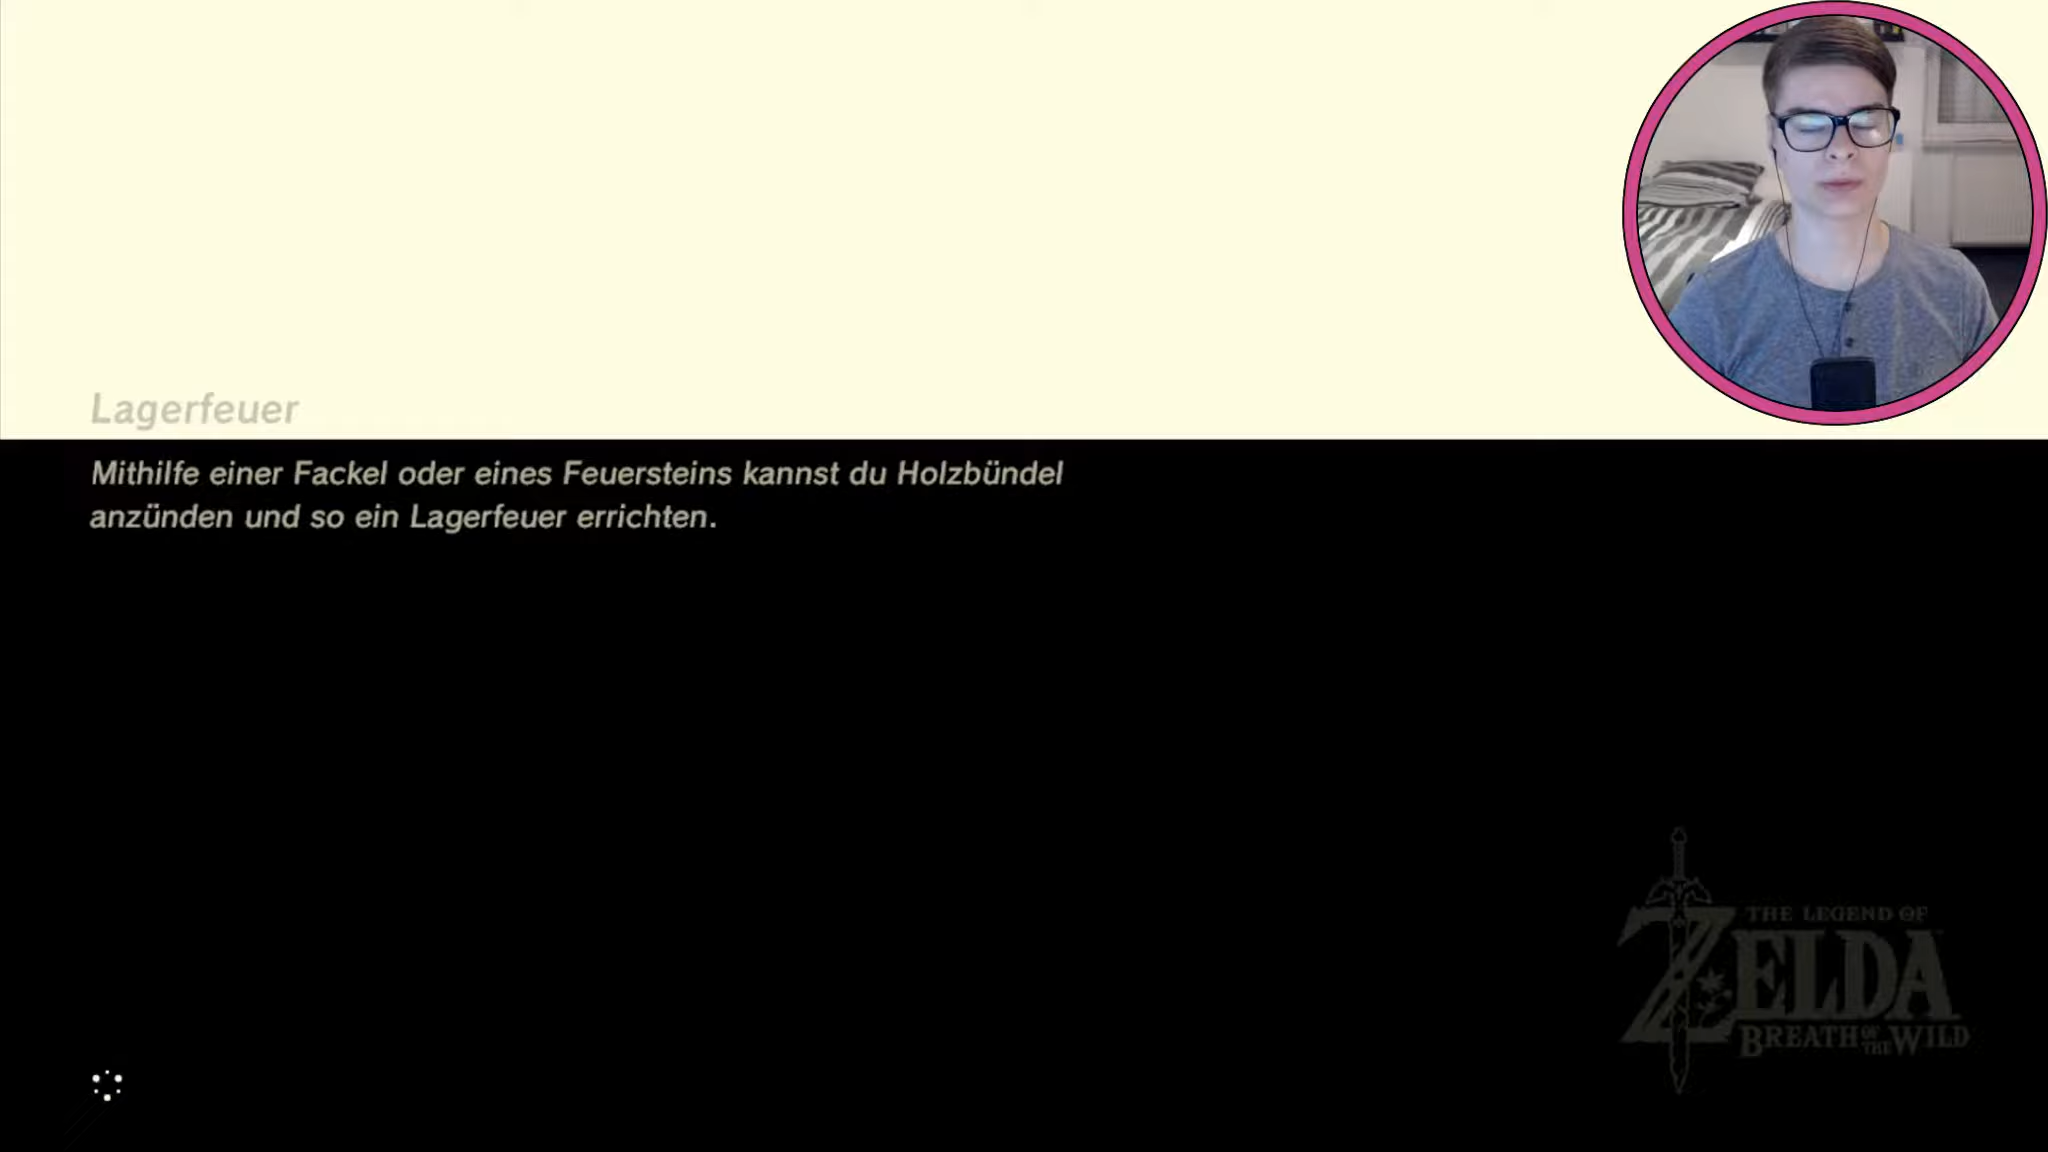 Lagerfeuer
Mithilfe einer Fackel oder eines Feuersteins kannst du Holzbündel
anzünden und so ein Lagerfeuer errichten.
THE LEGEND OF
ZELDA
BREATH OF THE WILD